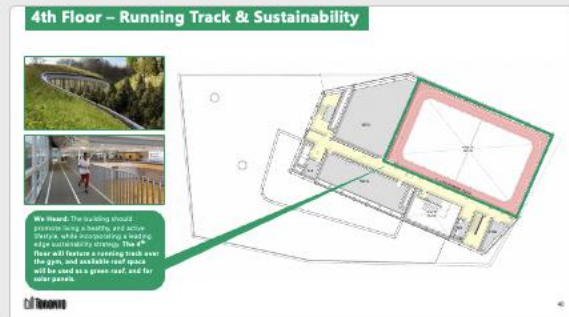 4th Floor – Running Track & Sustainability
We Heard: The building should
promote living a healthy, and active
lifestyle, while incorporating a leading
edge sustainability strategy. The 4th
floor will feature a running track over
the gym, and available roof space
will be used as a green roof, and for
solar panels.
TORONTO